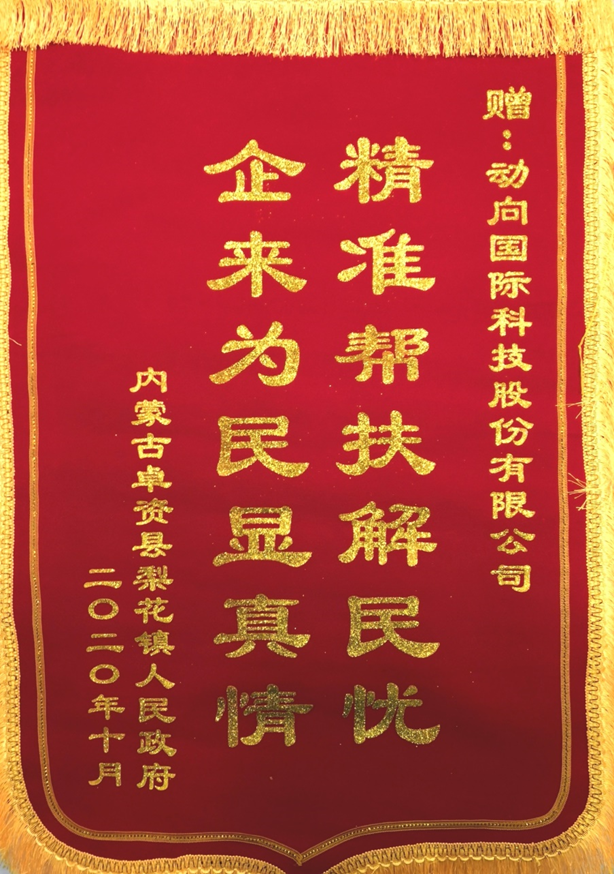 赠：动向国际科技股份有限公司
精准帮扶解民忧
企来为民显真情
内蒙古卓资县梨花镇人民政府
二〇二〇年十月